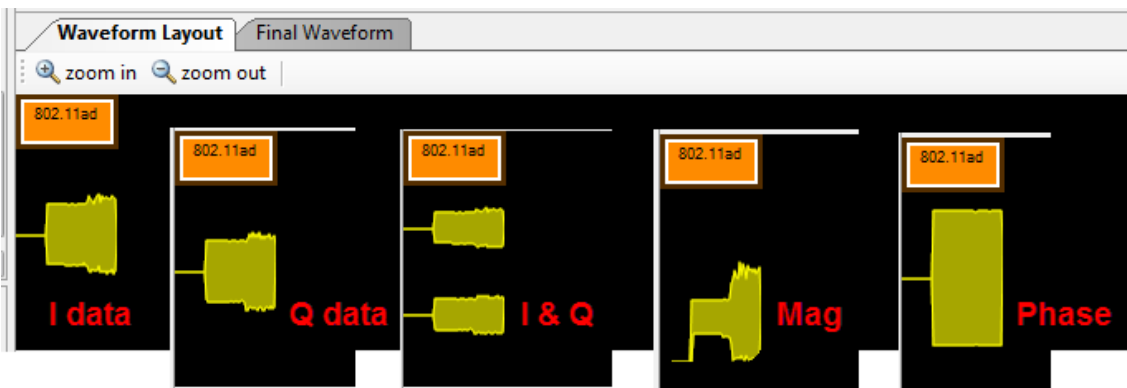 Waveform Layout Final Waveform
zoom in zoom out
802.11ad
802.11ad
802.11ad
802.11ad
802.11ad
I data
Q data
I & Q
Mag
Phase